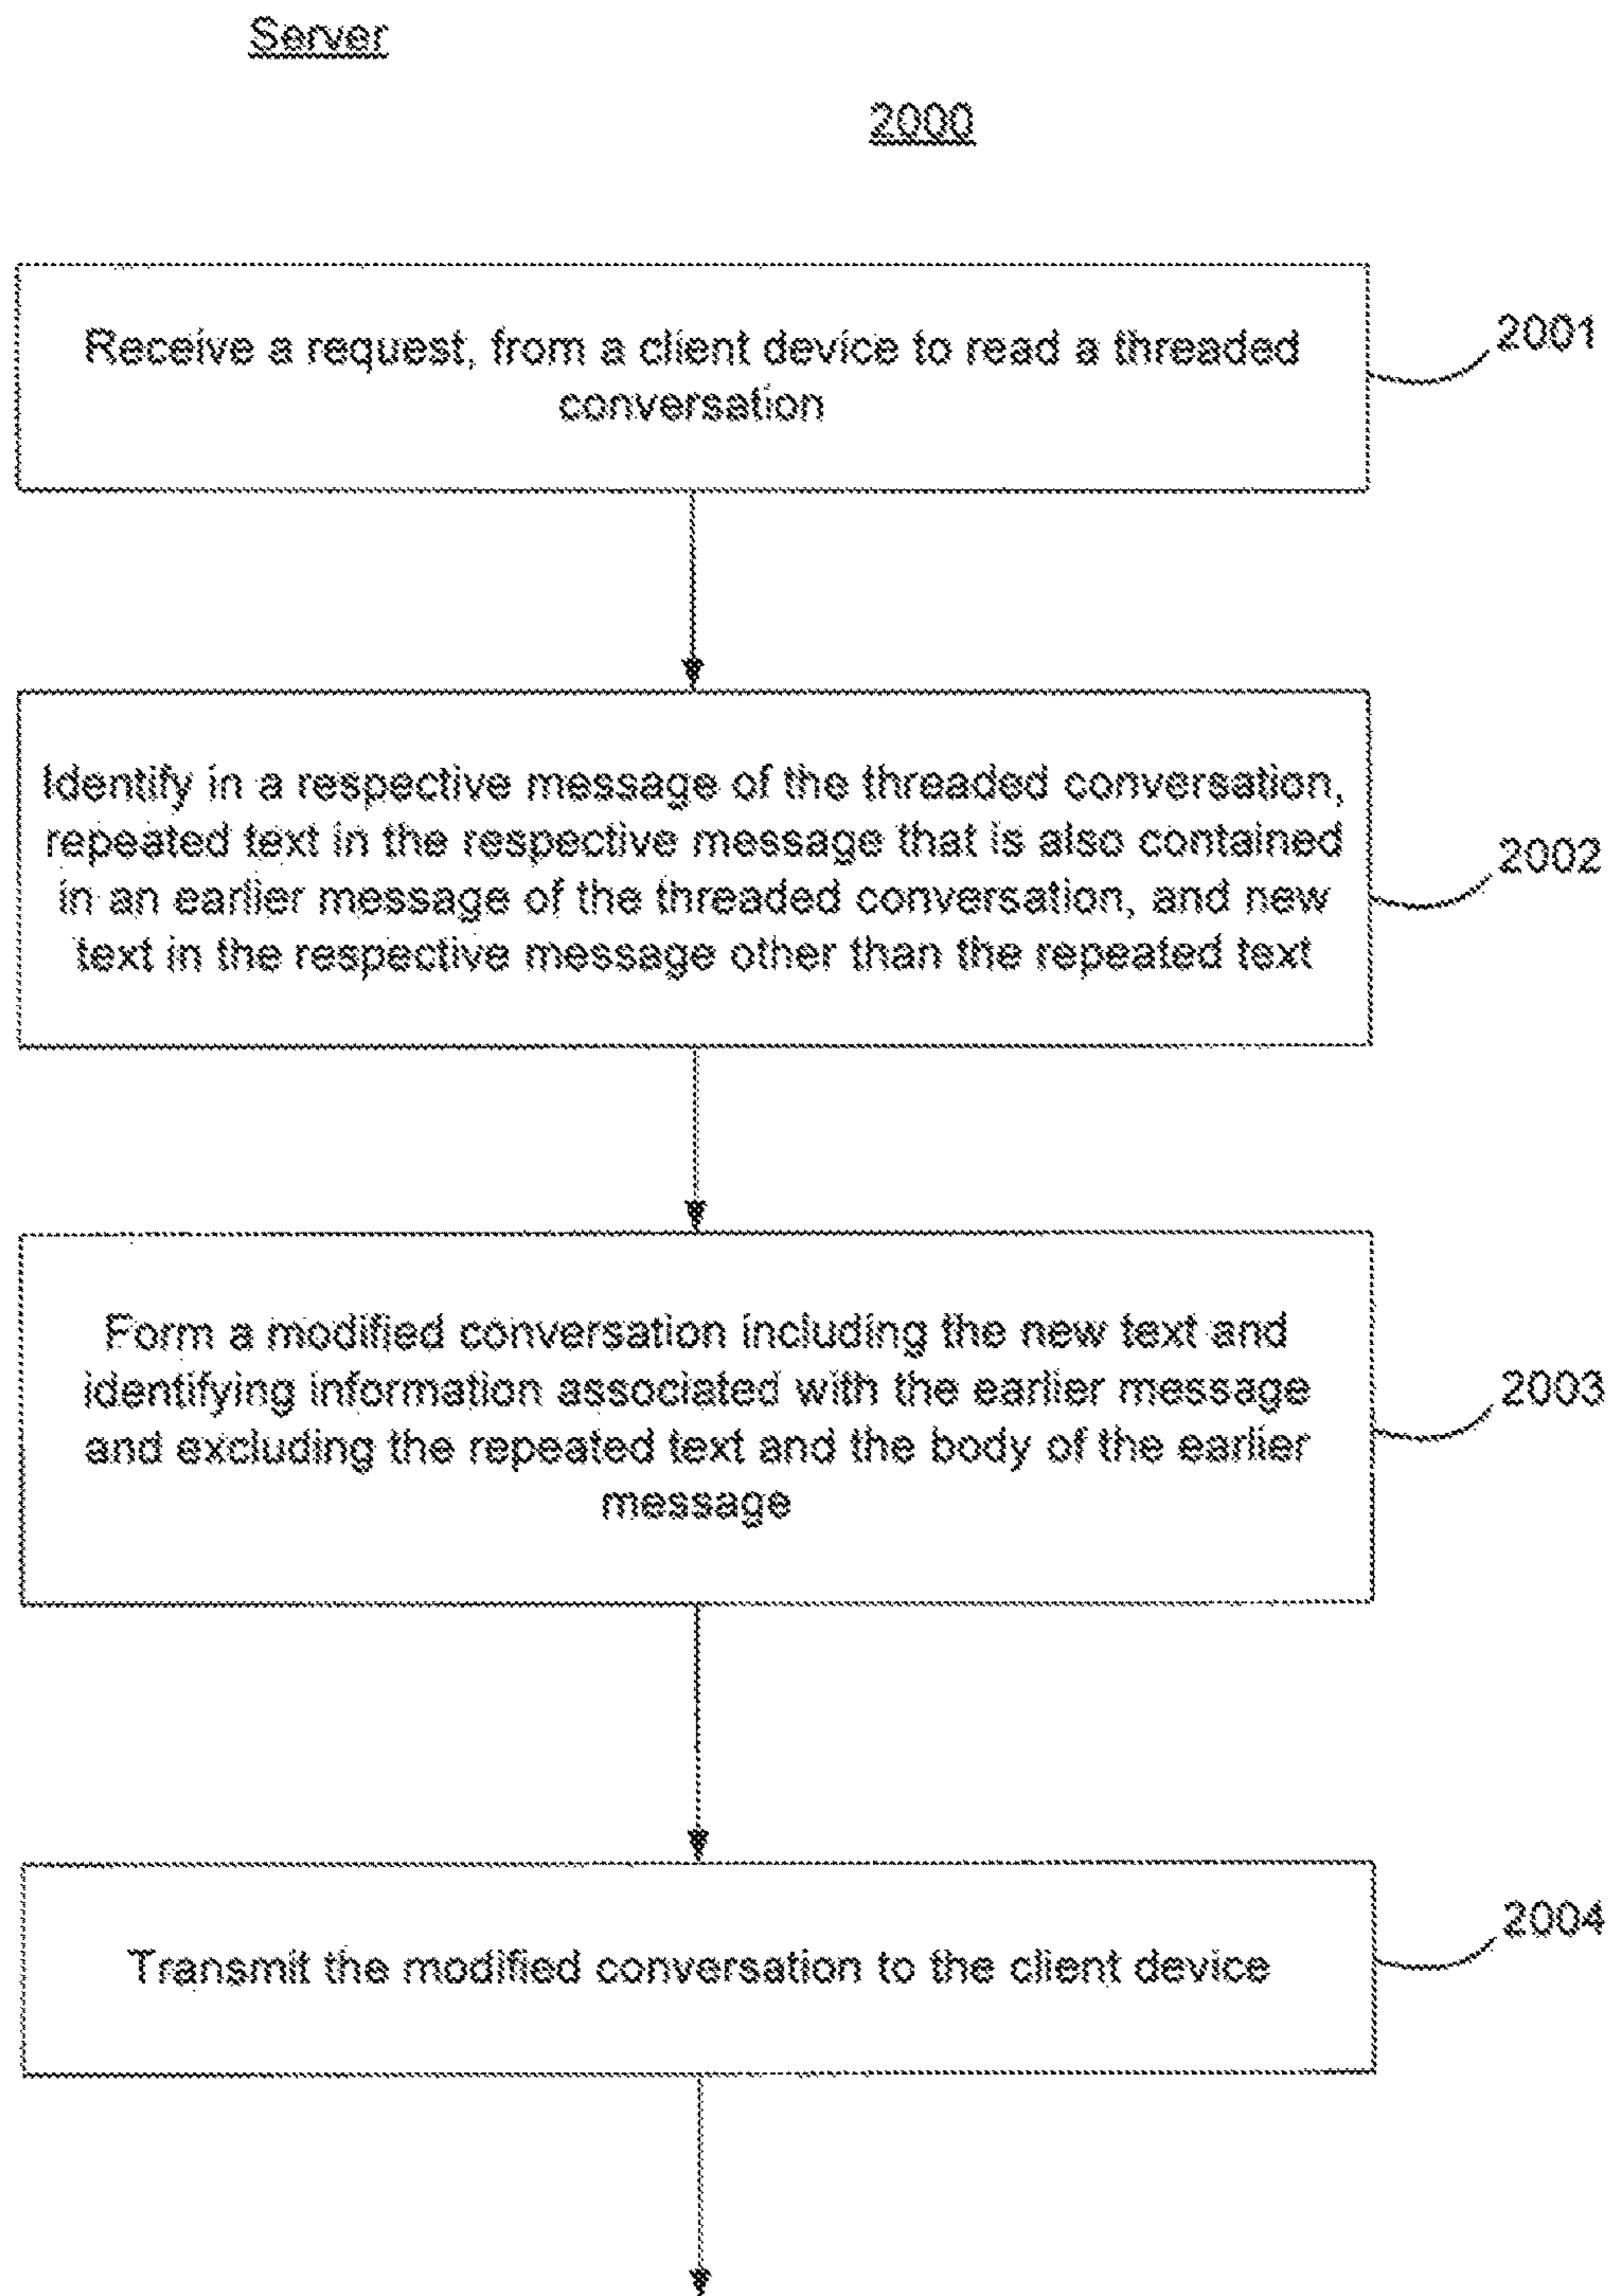 Server
2000
Receive a request, from a client device to read a threaded
conversation
2001
Identify in a respective message of the threaded conversation,
repeated text in the respective message that is also contained
in an earlier message of the threaded conversation, and new
text in the respective message other than the repeated text
2002
Form a modified conversation including the new text and
identifying information associated with the earlier message
and excluding the repeated text and the body of the earlier
message
2003
Transmit the modified conversation to the client device
2004